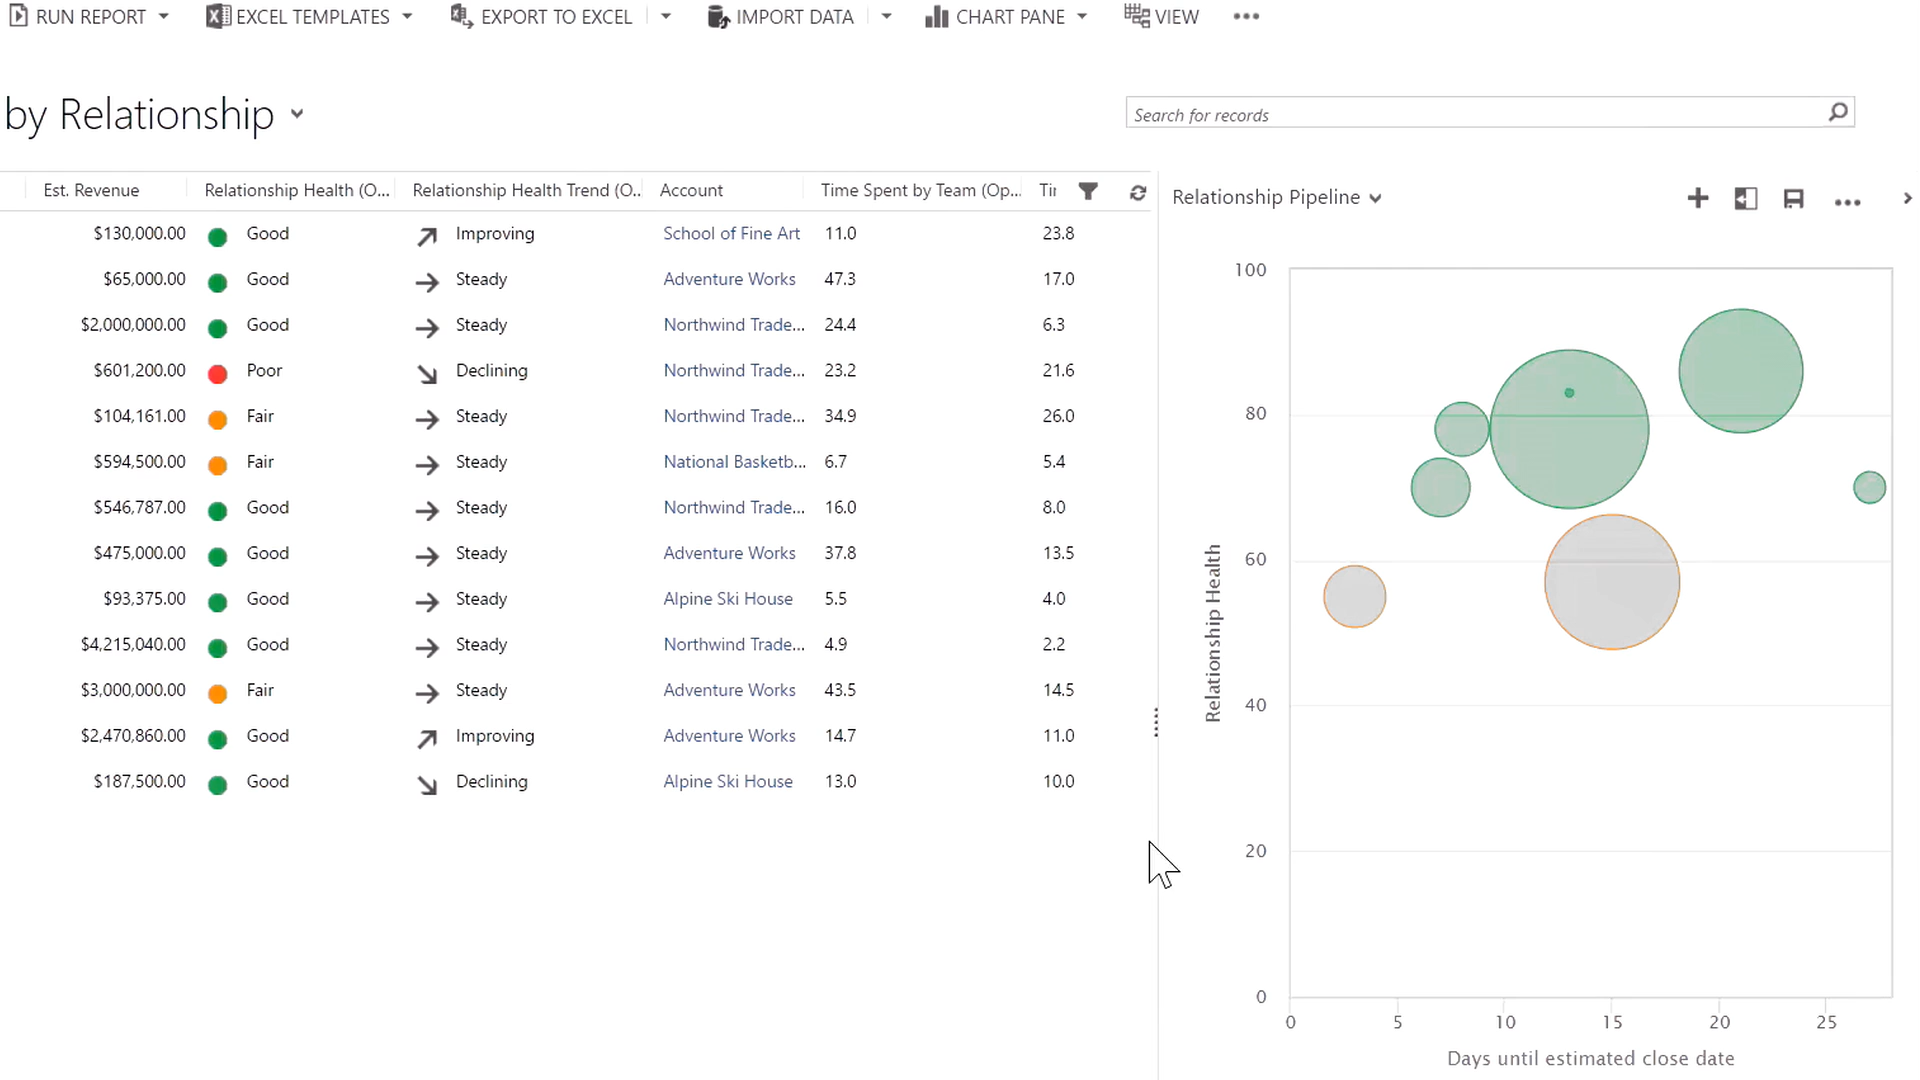 RUN REPORT EXCEL TEMPLATES EXPORT TO EXCEL IMPORT DATA CHART PANE VIEW
by Relationship
Search for records
Est. Revenue Relationship Health (O... Relationship Health Trend (O.. Account Time Spent by Team (Op... Tir
$130,000.00 Good Improving School of Fine Art 11.0 23.8
$65,000.00 Good Steady Adventure Works 47.3 17.0
$2,000,000.00 Good Steady Northwind Trade... 24.4 6.3
$601,200.00 Poor Declining Northwind Trade... 23.2 21.6
$104,161.00 Fair Steady Northwind Trade... 34.9 26.0
$594,500.00 Fair Steady National Basketb... 6.7 5.4
$546,787.00 Good Steady Northwind Trade... 16.0 8.0
$475,000.00 Good Steady Adventure Works 37.8 13.5
$93,375.00 Good Steady Alpine Ski House 5.5 4.0
$4,215,040.00 Good Steady Northwind Trade... 4.9 2.2
$3,000,000.00 Fair Steady Adventure Works 43.5 14.5
$2,470,860.00 Good Improving Adventure Works 14.7 11.0
$187,500.00 Good Declining Alpine Ski House 13.0 10.0
Relationship Pipeline
100
80
60
40
20
0
Relationship Health
0 5 10 15 20 25
Days until estimated close date